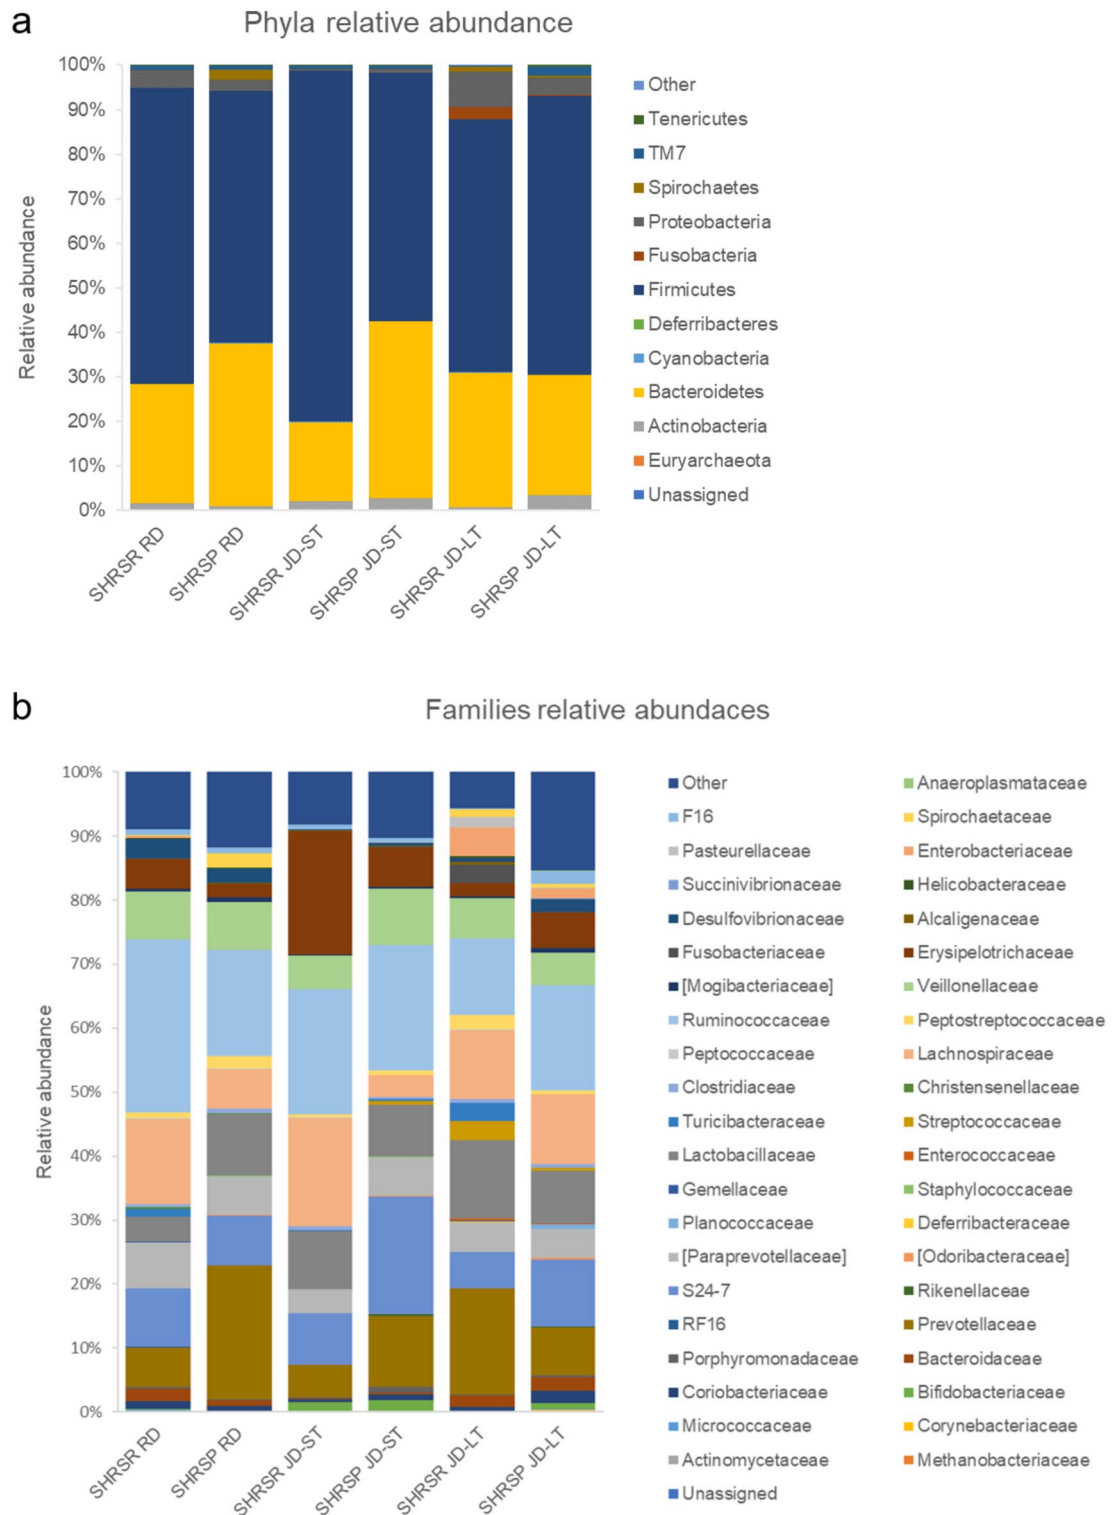 a
Phyla relative abundance
100%
90%
80%
70%
60%
50%
40%
30%
20%
10%
0%
Relative abundance
SHRSR RD
SHRSP RD
SHRSR JD-ST
SHRSP JD-ST
SHRSR JD-LT
SHRSP JD-LT
Other
Tenericutes
TM7
Spirochaetes
Proteobacteria
Fusobacteria
Firmicutes
Deferribacteres
Cyanobacteria
Bacteroidetes
Actinobacteria
Euryarchaeota
Unassigned
b
Families relative abundaces
100%
90%
80%
70%
60%
50%
40%
30%
20%
10%
0%
Relative abundance
SHRSR RD
SHRSP RD
SHRSR JD-ST
SHRSP JD-ST
SHRSR JD-LT
SHRSP JD-LT
Other
Anaeroplasmataceae
F16
Spirochaetaceae
Pasteurellaceae
Enterobacteriaceae
Succinivibrionaceae
Helicobacteraceae
Desulfovibrionaceae
Alcaligenaceae
Fusobacteriaceae
Erysipelotrichaceae
[Mogibacteriaceae]
Veillonellaceae
Ruminococcaceae
Peptostreptococcaceae
Peptococcaceae
Lachnospiraceae
Clostridiaceae
Christensenellaceae
Turicibacteraceae
Streptococcaceae
Lactobacillaceae
Enterococcaceae
Gemellaceae
Staphylococcaceae
Planococcaceae
Deferribacteraceae
[Paraprevotellaceae]
[Odoribacteraceae]
S24-7
Rikenellaceae
RF16
Prevotellaceae
Porphyromonadaceae
Bacteroidaceae
Coriobacteriaceae
Bifidobacteriaceae
Micrococcaceae
Corynebacteriaceae
Actinomycetaceae
Methanobacteriaceae
Unassigned